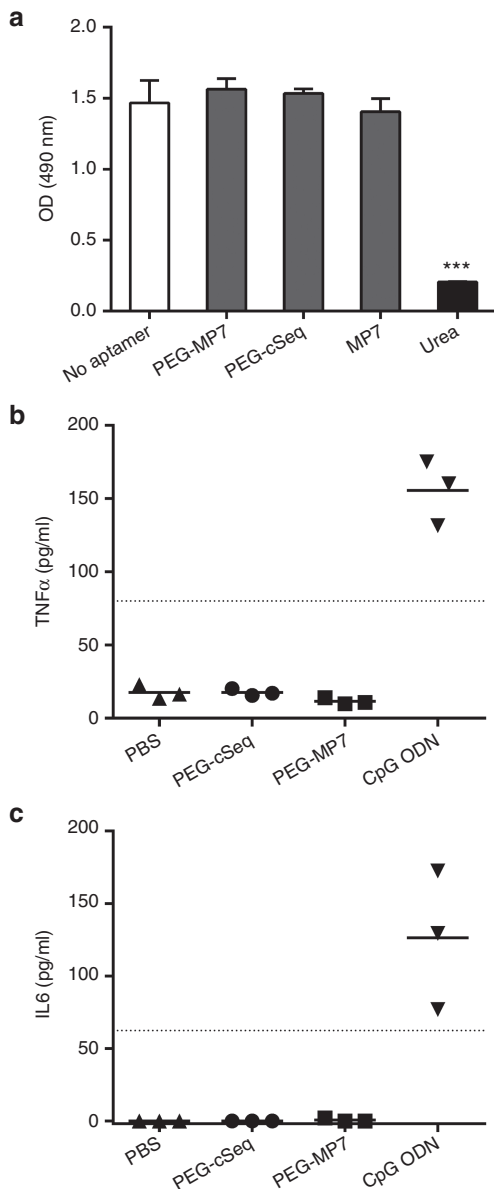 a
2.0
1.5
1.0
0.5
0.0
OD (490 nm)
***
No aptamer
PEG-MP7
PEG-cSeq
MP7
Urea
b
200
150
100
50
0
TNFα (pg/ml)
PBS
PEG-cSeq
PEG-MP7
CpG ODN
c
200
150
100
50
0
IL6 (pg/ml)
PBS
PEG-cSeq
PEG-MP7
CpG ODN